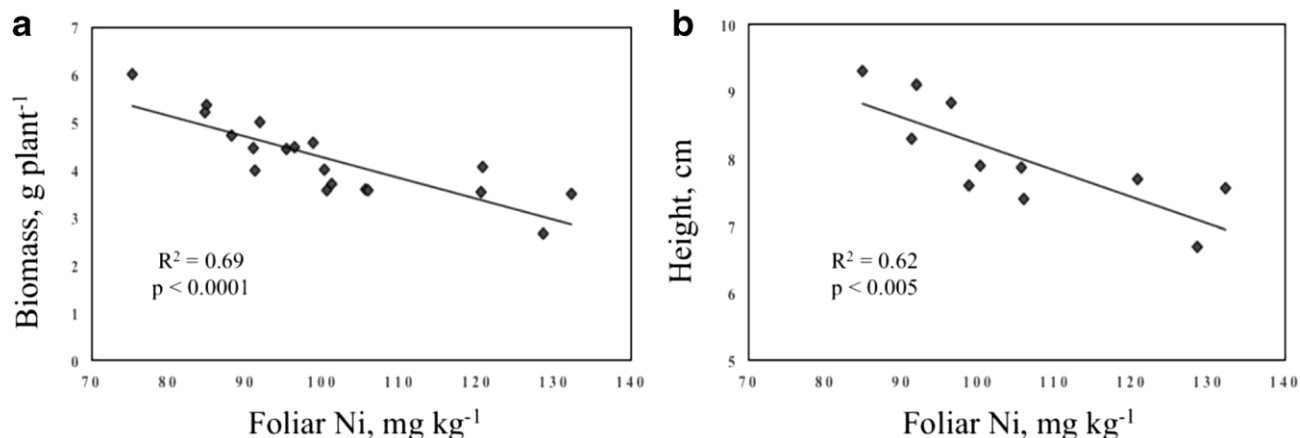 a
7
6
5
4
3
2
1
0
Biomass, g plant-1
R2 = 0.69
p < 0.0001
70 80 90 100 110 120 130 140
Foliar Ni, mg kg-1
b
10
9
8
7
6
5
Height, cm
R2 = 0.62
p < 0.005
70 80 90 100 110 120 130 140
Foliar Ni, mg kg-1